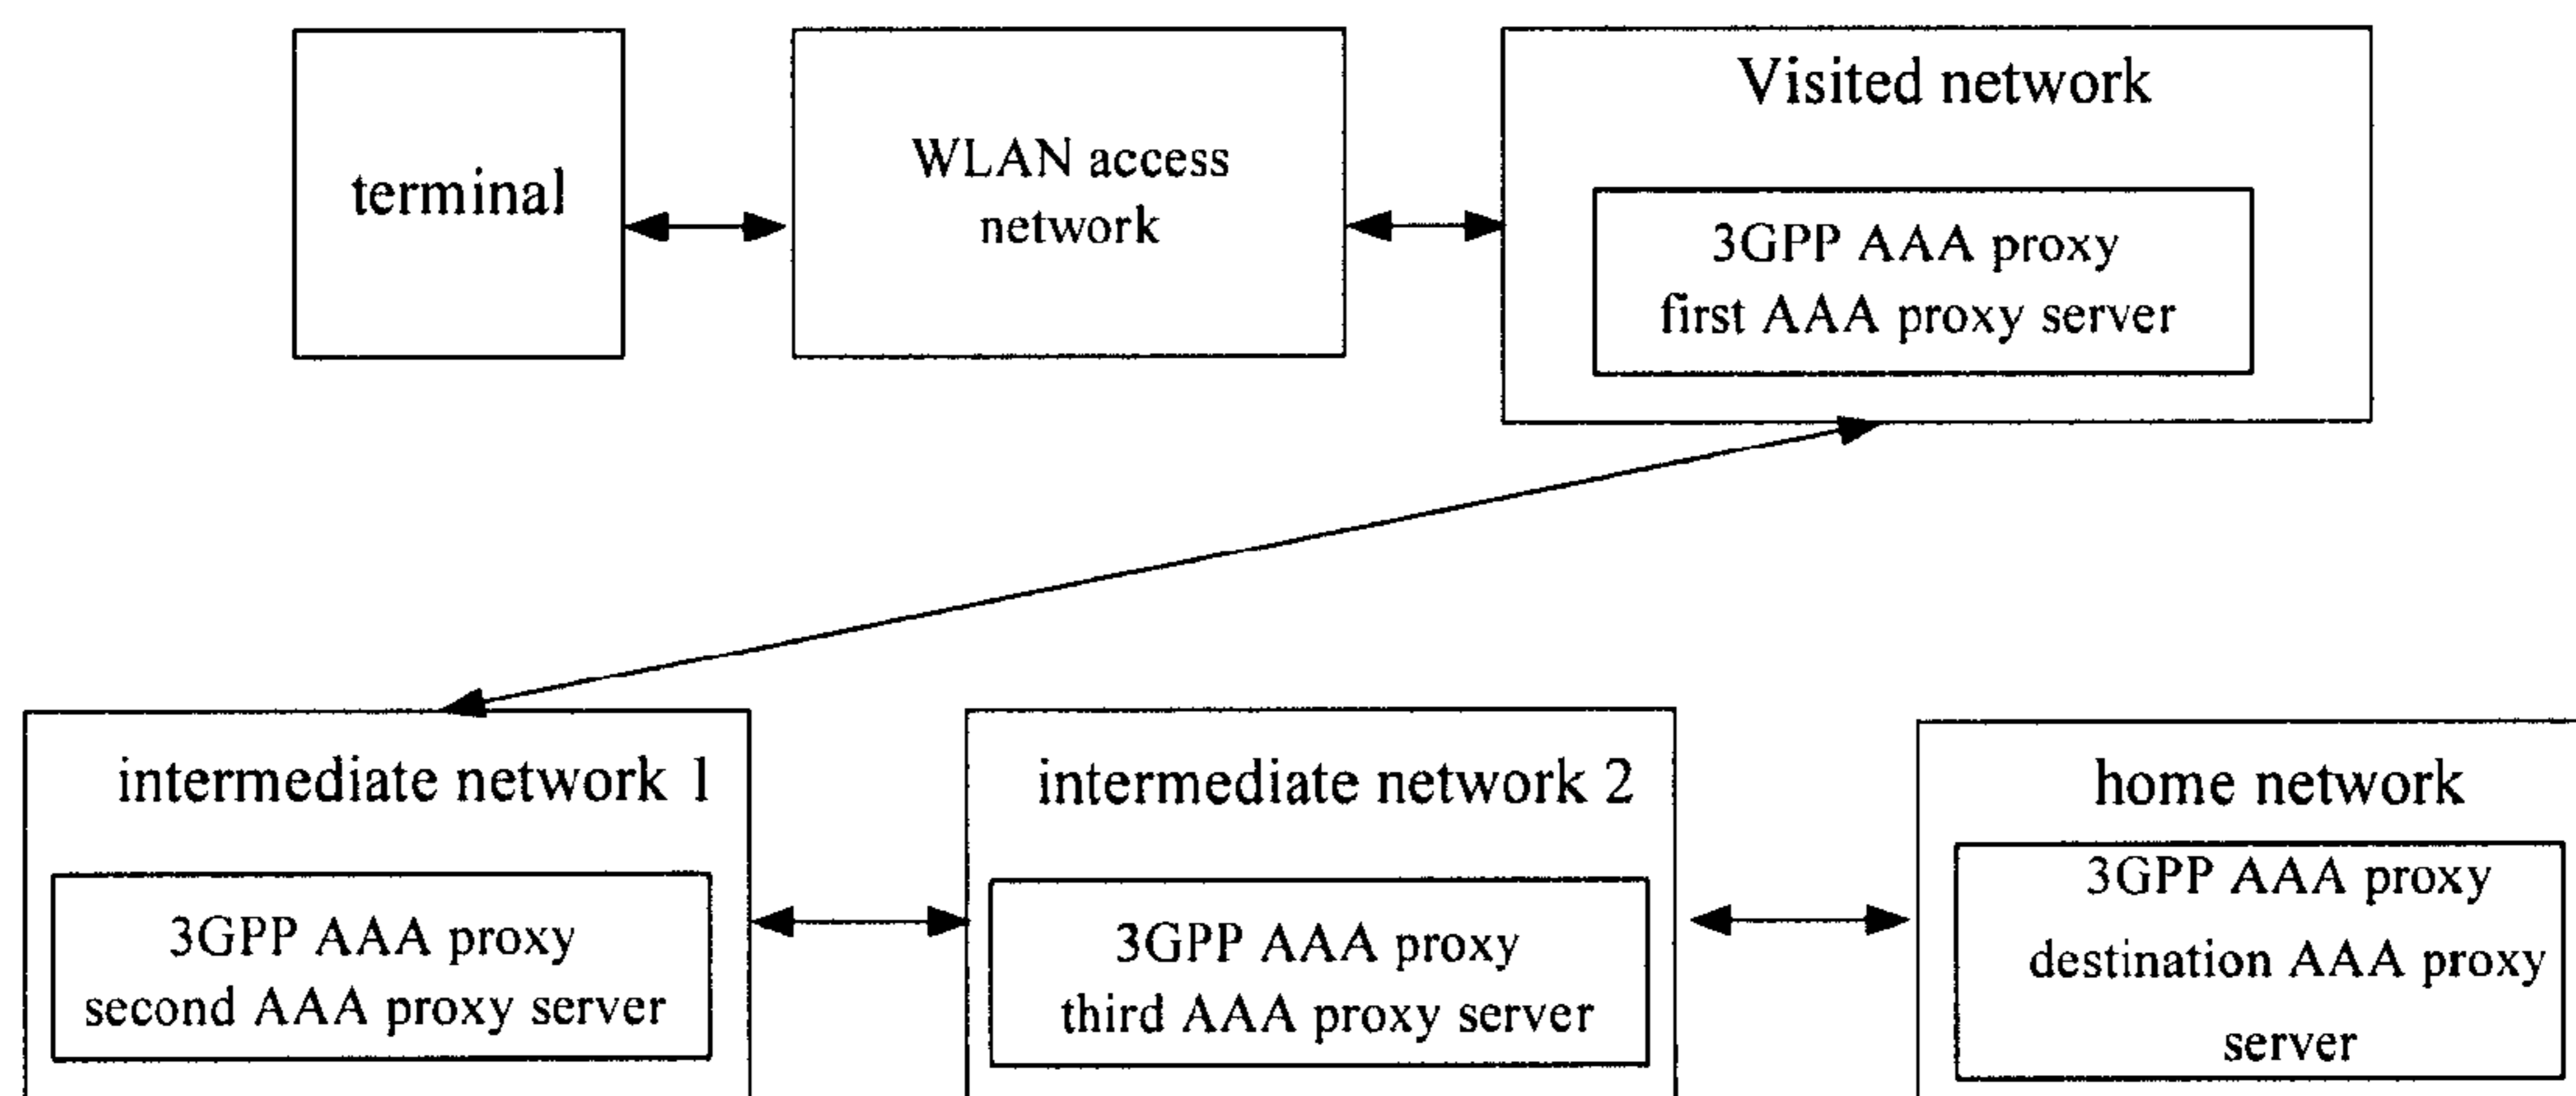 terminal
WLAN access
network
Visited network
3GPP AAA proxy
first AAA proxy server
intermediate network 1
3GPP AAA proxy
second AAA proxy server
intermediate network 2
3GPP AAA proxy
third AAA proxy server
home network
3GPP AAA proxy
destination AAA proxy
server